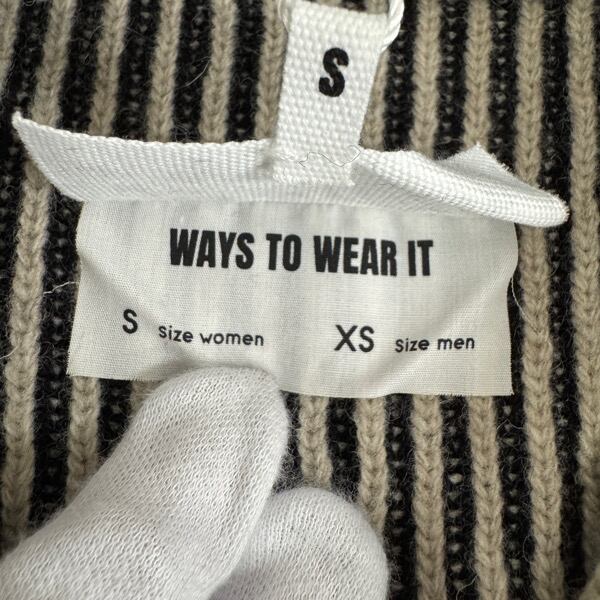 S
WAYS TO WEAR IT
S size women XS size men